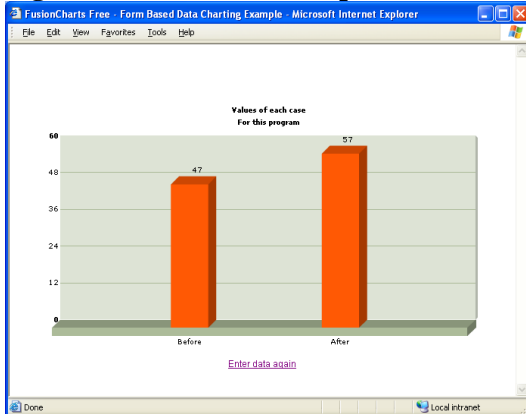 FusionCharts Free - Form Based Data Charting Example - Microsoft Internet Explorer
File Edit View Favorites Tools Help
Values of each case
For this program
60
57
48
47
36
24
12
0
Before After
Enter data again
Done Local intranet